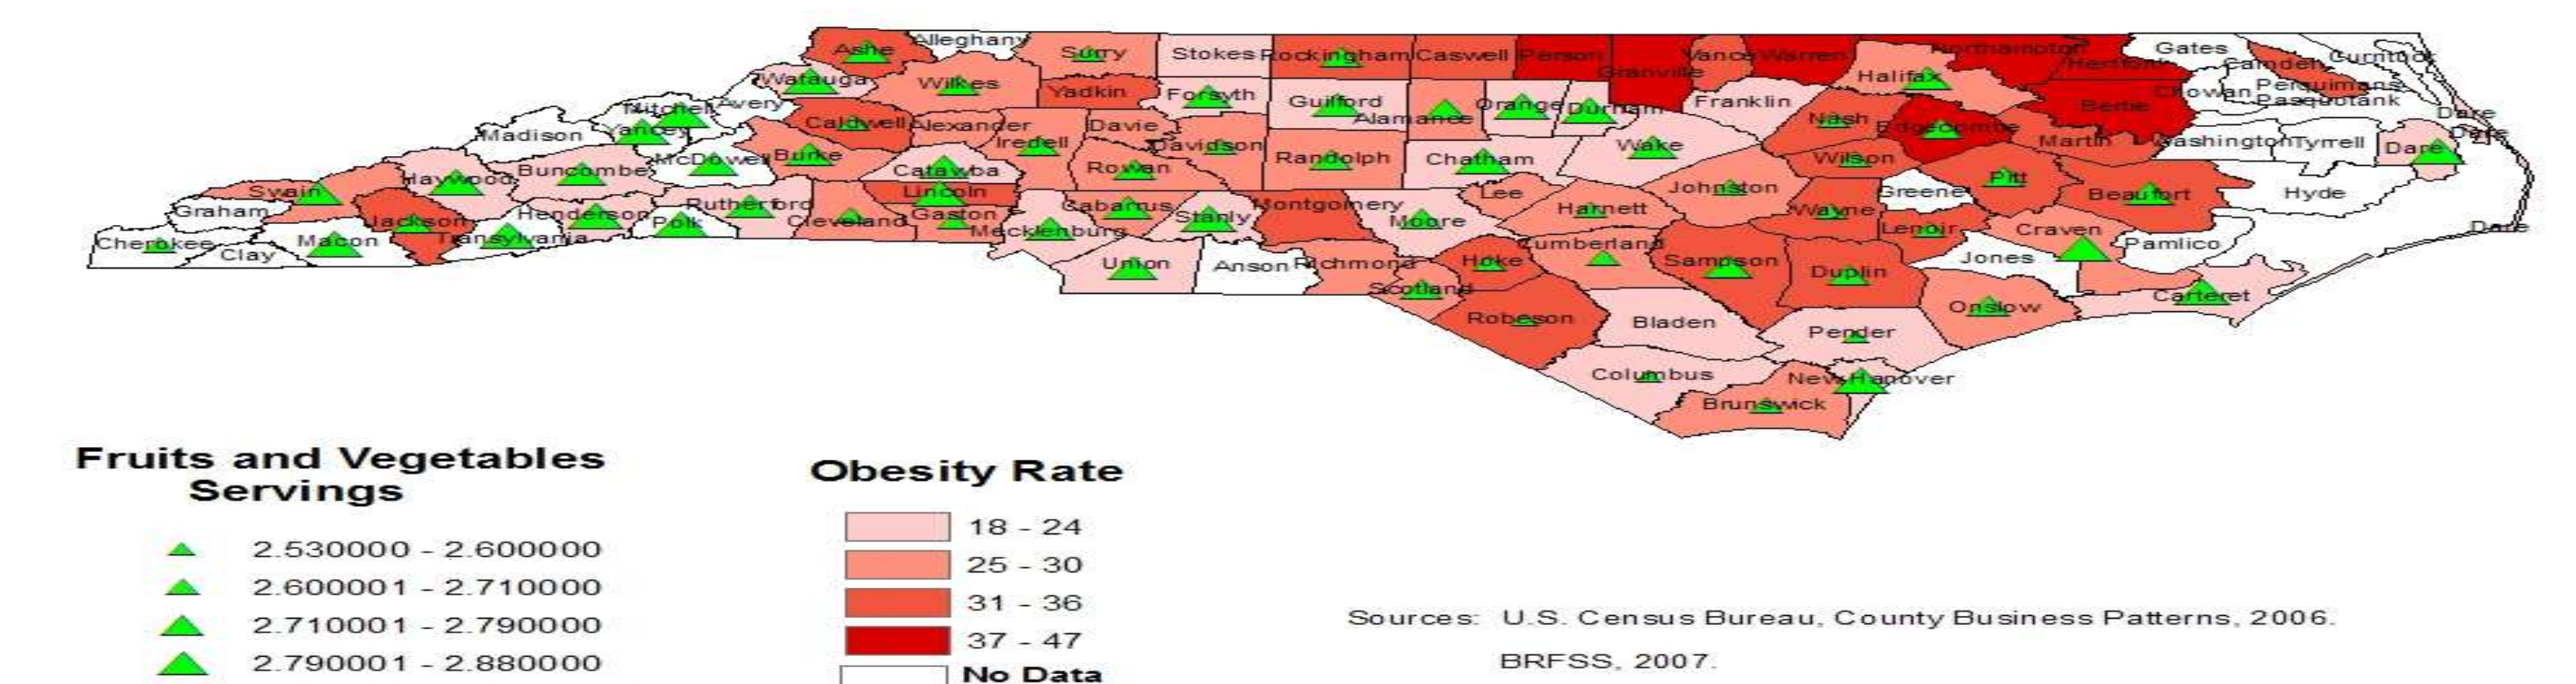 Ashe
Alleghany
Surry
Stokes
Rockingham
Caswell
Person
Granville
Vance
Warren
Northampton
Hertford
Gates
Camden
Currituck
Watauga
Wilkes
Yadkin
Forsyth
Guilford
Alamance
Orange
Durham
Franklin
Halifax
Bertie
Chowan
Perquimans
Pasquotank
Mitchell
Avery
Caldwell
Alexander
Davie
Iredell
Davidson
Nash
Edgecombe
Martin
Washington
Tyrrell
Dare
Dare
Dare
Madison
Yancey
McDowell
Burke
Catawba
Rowan
Randolph
Chatham
Wake
Wilson
Swain
Haywood
Buncombe
Lincoln
Lee
Johnston
Greene
Pitt
Beaufort
Hyde
Graham
Jackson
Henderson
Polk
Rutherford
Cleveland
Gaston
Mecklenburg
Cabarrus
Stanly
Montgomery
Moore
Harnett
Wayne
Lenoir
Craven
Pamlico
Dare
Cherokee
Clay
Macon
Transylvania
Union
Anson
Richmond
Scotland
Hoke
Cumberland
Sampson
Duplin
Jones
Carteret
Robeson
Bladen
Pender
Onslow
Columbus
New Hanover
Brunswick
Fruits and Vegetables
Servings
2.530000 - 2.600000
2.600001 - 2.710000
2.710001 - 2.790000
2.790001 - 2.880000
Obesity Rate
18 - 24
25 - 30
31 - 36
37 - 47
No Data
Sources: U.S. Census Bureau, County Business Patterns, 2006.
BRFSS, 2007.